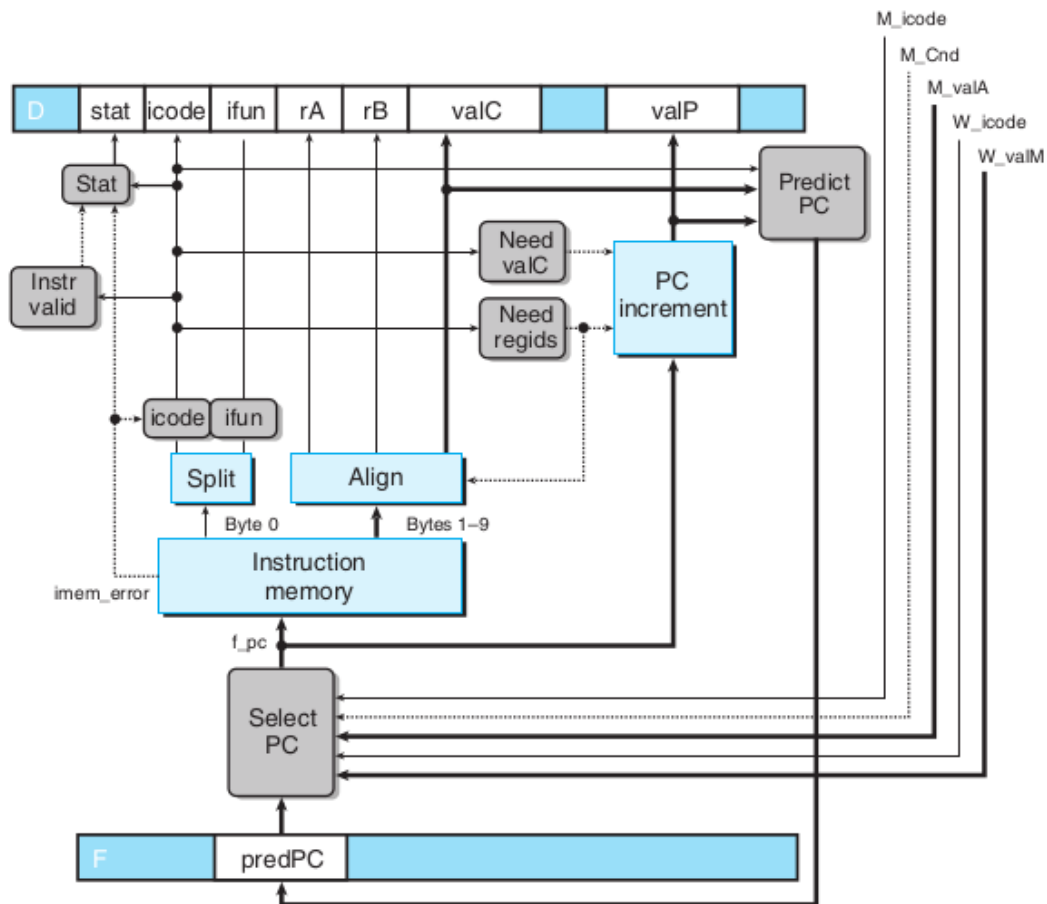 M_icode
M_Cnd
M_valA
W_icode
W_valM
D stat icode ifun rA rB valC valP
Stat
Predict
PC
Need
valC
Instr
valid
PC
increment
Need
regids
icode ifun
Split
Align
Byte 0
Bytes 1–9
Instruction
memory
imem_error
f_pc
Select
PC
F predPC